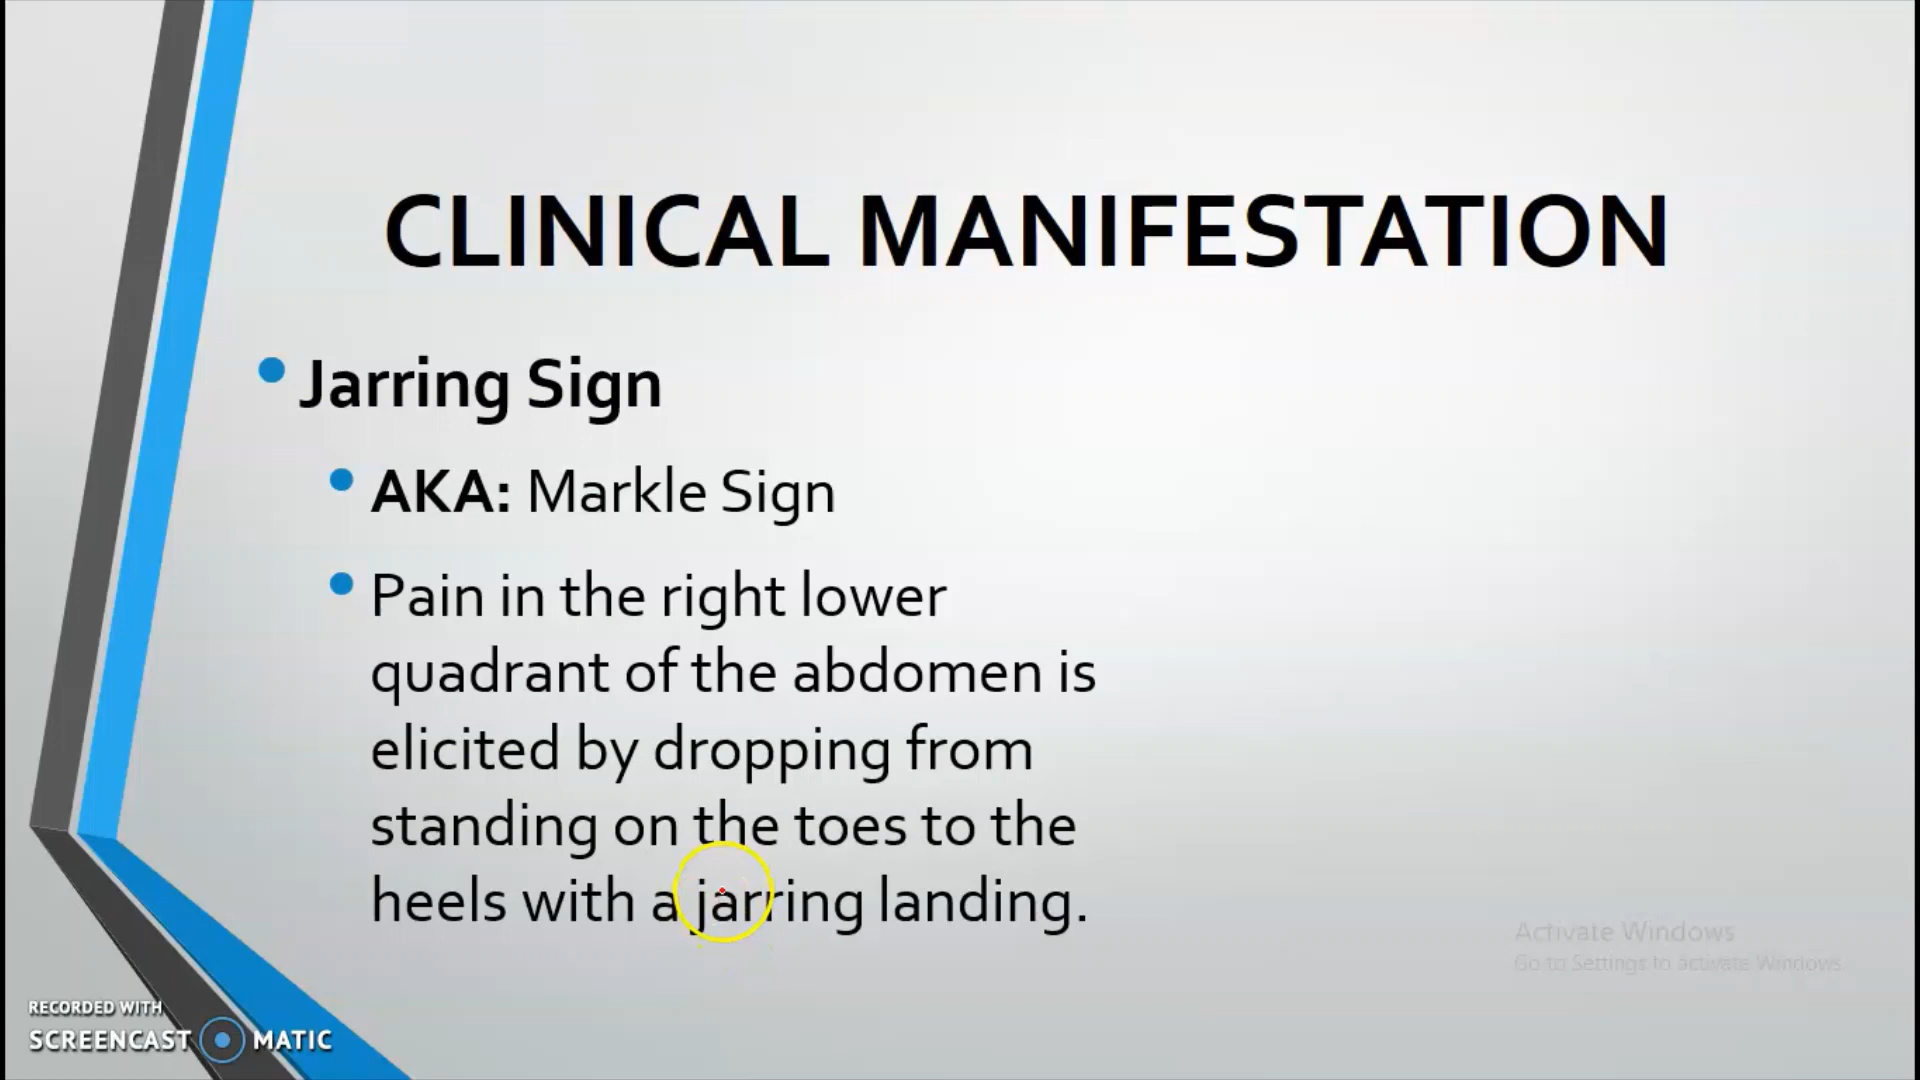 CLINICAL MANIFESTATION
Jarring Sign
AKA: Markle Sign
Pain in the right lower
quadrant of the abdomen is
elicited by dropping from
standing on the toes to the
heels with a jarring landing.
Activate Windows
Go to Settings to activate Windows.
RECORDED WITH
SCREENCAST MATIC